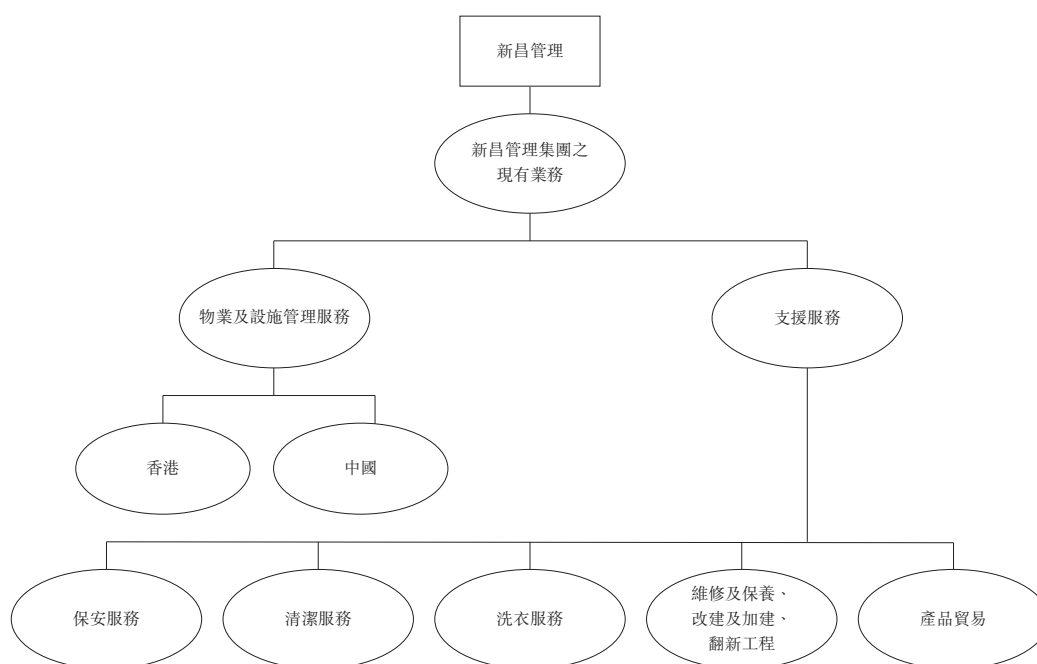 新昌管理
新昌管理集團之
現有業務
物業及設施管理服務
支援服務
香港
中國
保安服務
清潔服務
洗衣服務
維修及保養、
改建及加建、
翻新工程
產品貿易